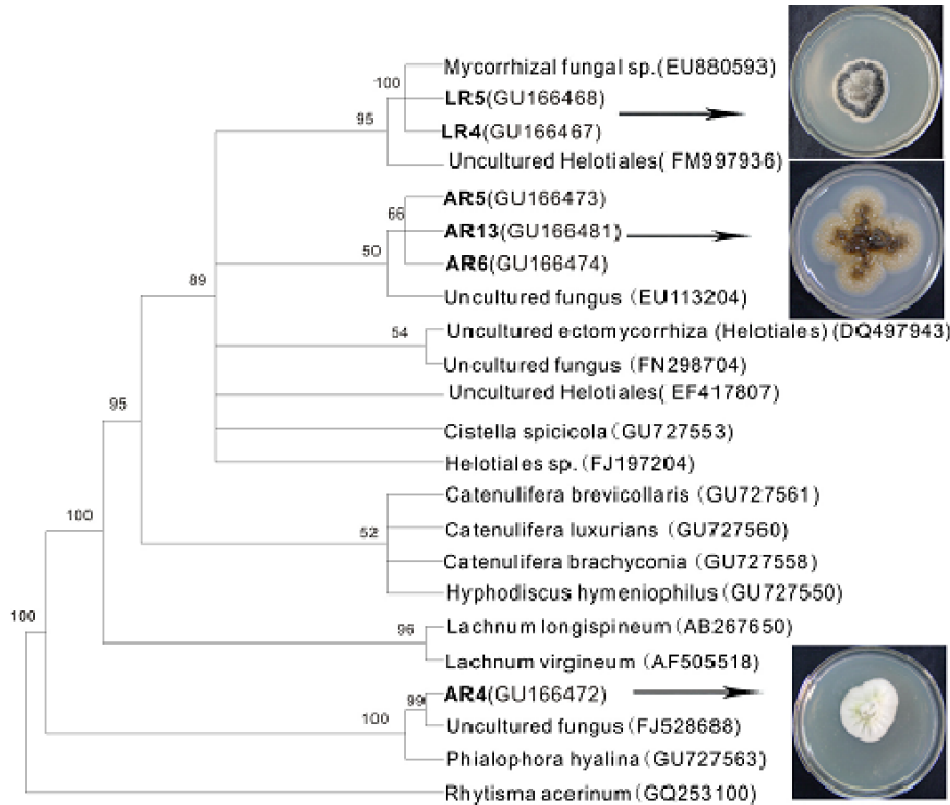 Mycorrhizal fungal sp.(EU880593)
100
LR5(GU166468)
95
LR4(GU166467)
Uncultured Helotiales( FM997936)
AR5(GU166473)
66
AR13(GU166481)
50
AR6(GU166474)
89
Uncultured fungus (EU113204)
54
Uncultured ectomycorrhiza (Helotiales) (DQ497943)
Uncultured fungus (FN298704)
Uncultured Helotiales( EF417807)
95
Cistella spicicola (GU727553)
Helotiales sp. (FJ197204)
Catenulifera brevicollaris (GU727561)
100
52
Catenulifera luxurians (GU727560)
Catenulifera brachyconia (GU727558)
Hyphodiscus hymeniophilus (GU727550)
100
96
Lachnum longispineum (AB267650)
Lachnum virgineum (AF505518)
AR4(GU166472)
99
100
Uncultured fungus (FJ528688)
Phialophora hyalina (GU727563)
Rhytisma acerinum (GQ253100)